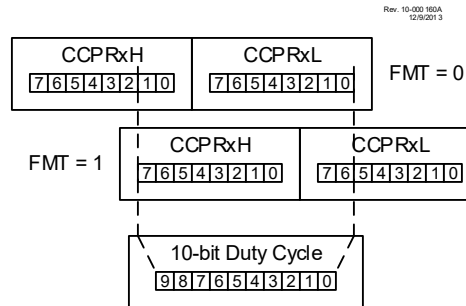 Rev. 10-000 160A
12/9/201 3
CCPRxH CCPRxL
7 6 5 4 3 2 1 0 7 6 5 4 3 2 1 0
FMT = 0
CCPRxH CCPRxL
FMT = 1
7 6 5 4 3 2 1 0 7 6 5 4 3 2 1 0
10-bit Duty Cycle
9 8 7 6 5 4 3 2 1 0